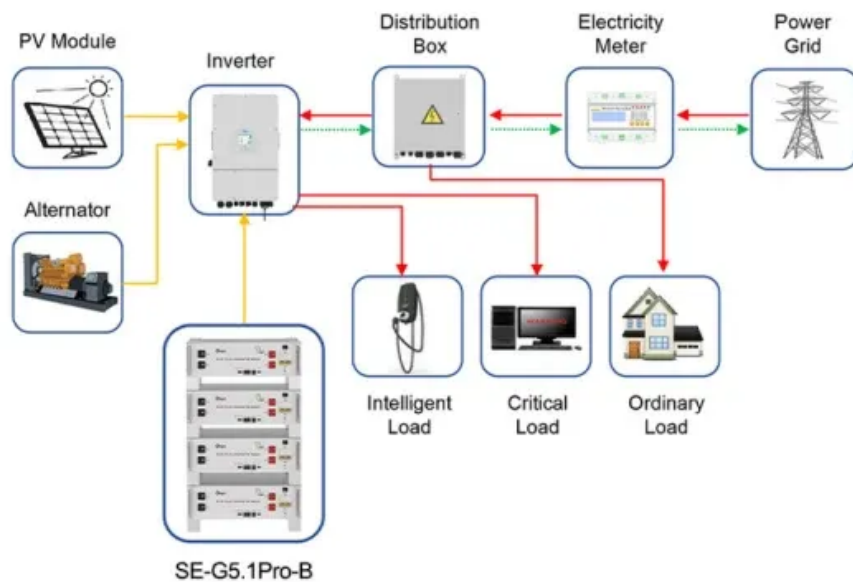 PV Module
Inverter
Distribution
Box
Electricity
Meter
Power
Grid
Alternator
Intelligent
Load
Critical
Load
Ordinary
Load
SE-G5.1Pro-B